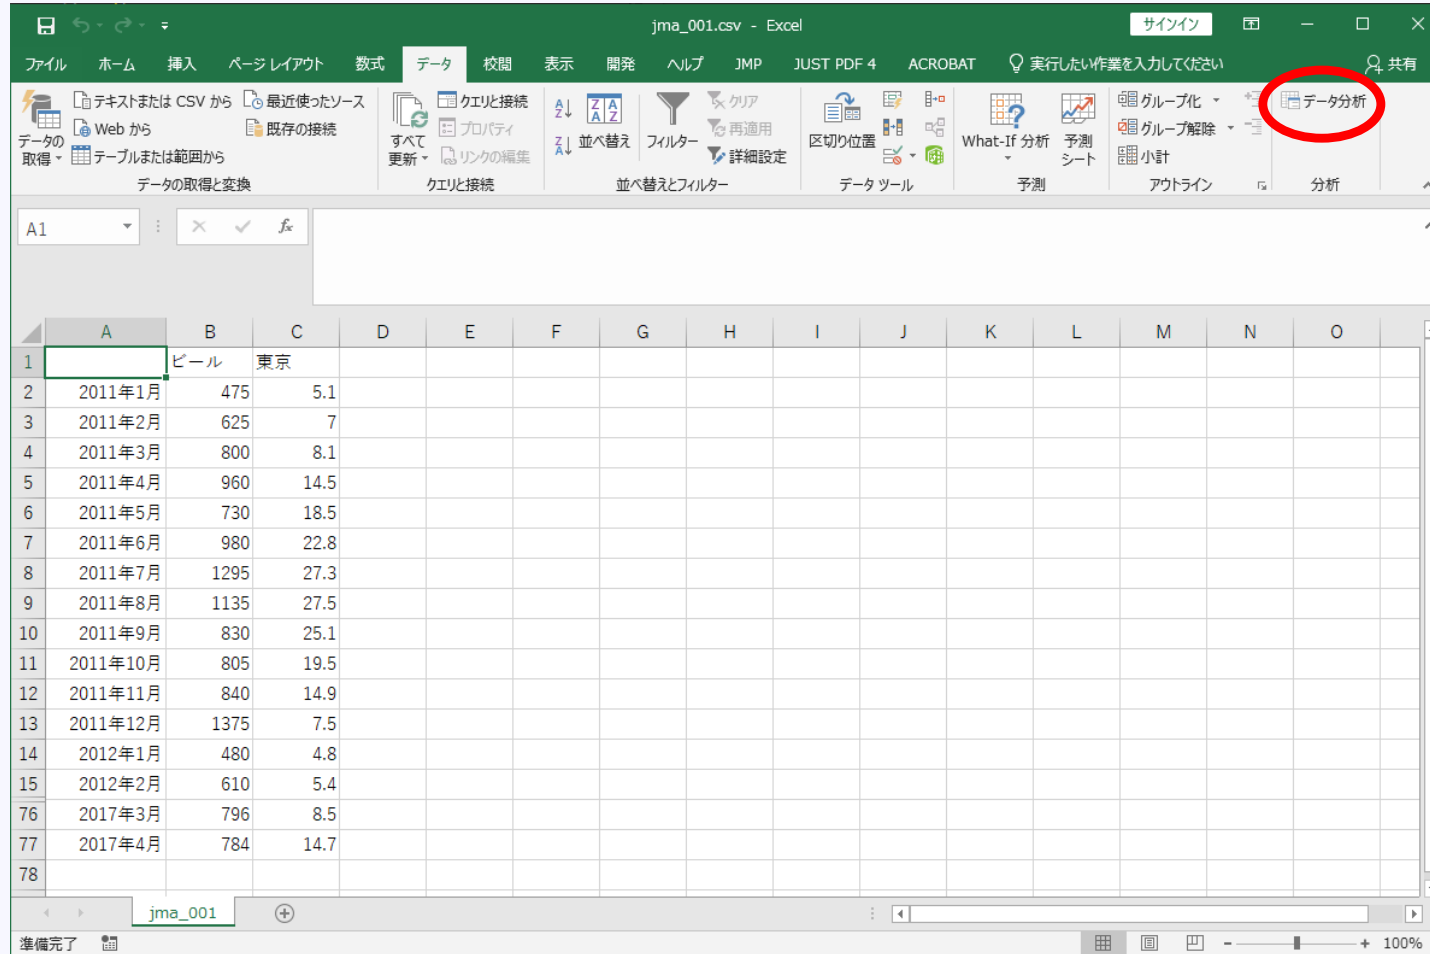 jma_001.csv - Excel
サインイン
ファイル ホーム 挿入 ページ レイアウト 数式 データ 校閲 表示 開発 ヘルプ JMP JUST PDF 4 ACROBAT 実行したい作業を入力してください 共有
テキストまたは CSV から 最近使ったソース クエリと接続 クリア グループ化 データ分析
Web から 既存の接続 プロパティ 再適用 グループ解除
テーブルまたは範囲から リンクの編集 詳細設定 小計
データの取得 すべて更新 並べ替え フィルター 区切り位置 What-If 分析 予測シート
データの取得と変換 クエリと接続 並べ替えとフィルター データ ツール 予測 アウトライン 分析
A1 fx
A B C D E F G H I J K L M N O
1 ビール 東京
2 2011年1月 475 5.1
3 2011年2月 625 7
4 2011年3月 800 8.1
5 2011年4月 960 14.5
6 2011年5月 730 18.5
7 2011年6月 980 22.8
8 2011年7月 1295 27.3
9 2011年8月 1135 27.5
10 2011年9月 830 25.1
11 2011年10月 805 19.5
12 2011年11月 840 14.9
13 2011年12月 1375 7.5
14 2012年1月 480 4.8
15 2012年2月 610 5.4
76 2017年3月 796 8.5
77 2017年4月 784 14.7
78
jma_001
準備完了 100%